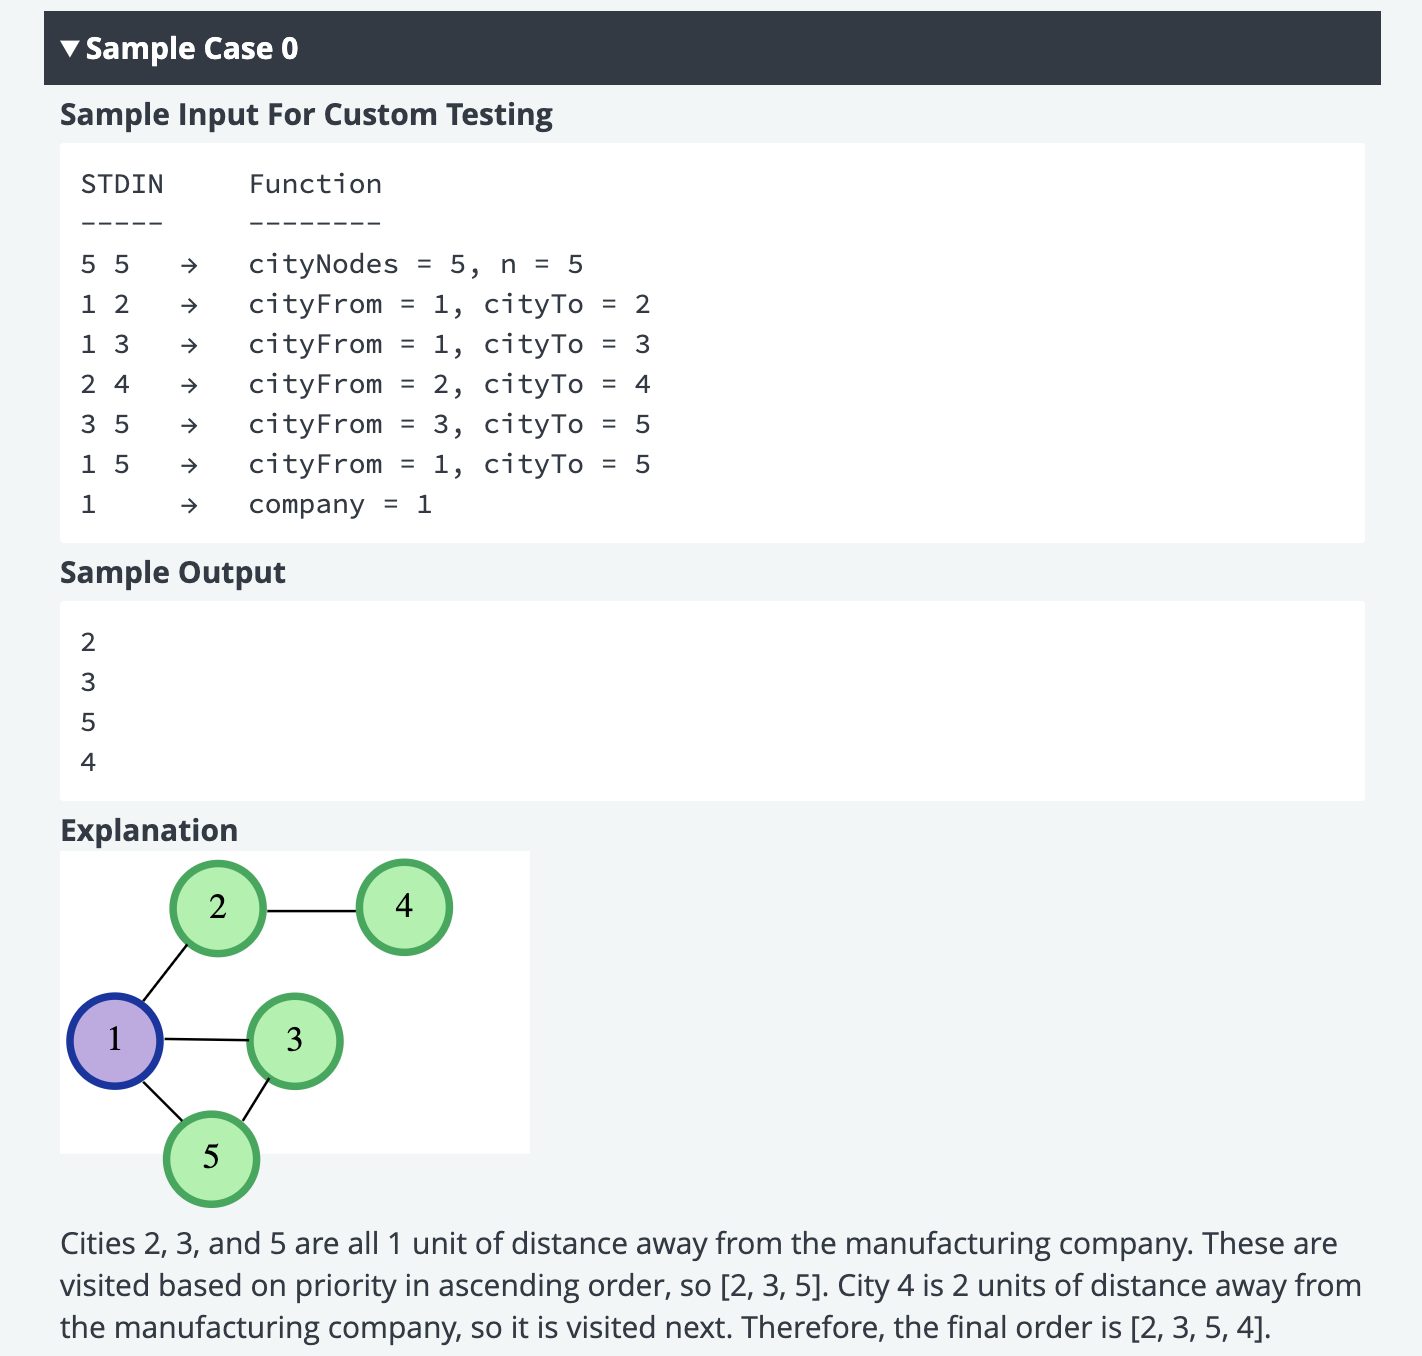 ▼ Sample Case 0
Sample Input For Custom Testing
STDIN Function
----- --------
5 5 → cityNodes = 5, n = 5
1 2 → cityFrom = 1, cityTo = 2
1 3 → cityFrom = 1, cityTo = 3
2 4 → cityFrom = 2, cityTo = 4
3 5 → cityFrom = 3, cityTo = 5
1 5 → cityFrom = 1, cityTo = 5
1 → company = 1
Sample Output
2
3
5
4
Explanation
2 4
1 3
5
Cities 2, 3, and 5 are all 1 unit of distance away from the manufacturing company. These are
visited based on priority in ascending order, so [2, 3, 5]. City 4 is 2 units of distance away from
the manufacturing company, so it is visited next. Therefore, the final order is [2, 3, 5, 4].